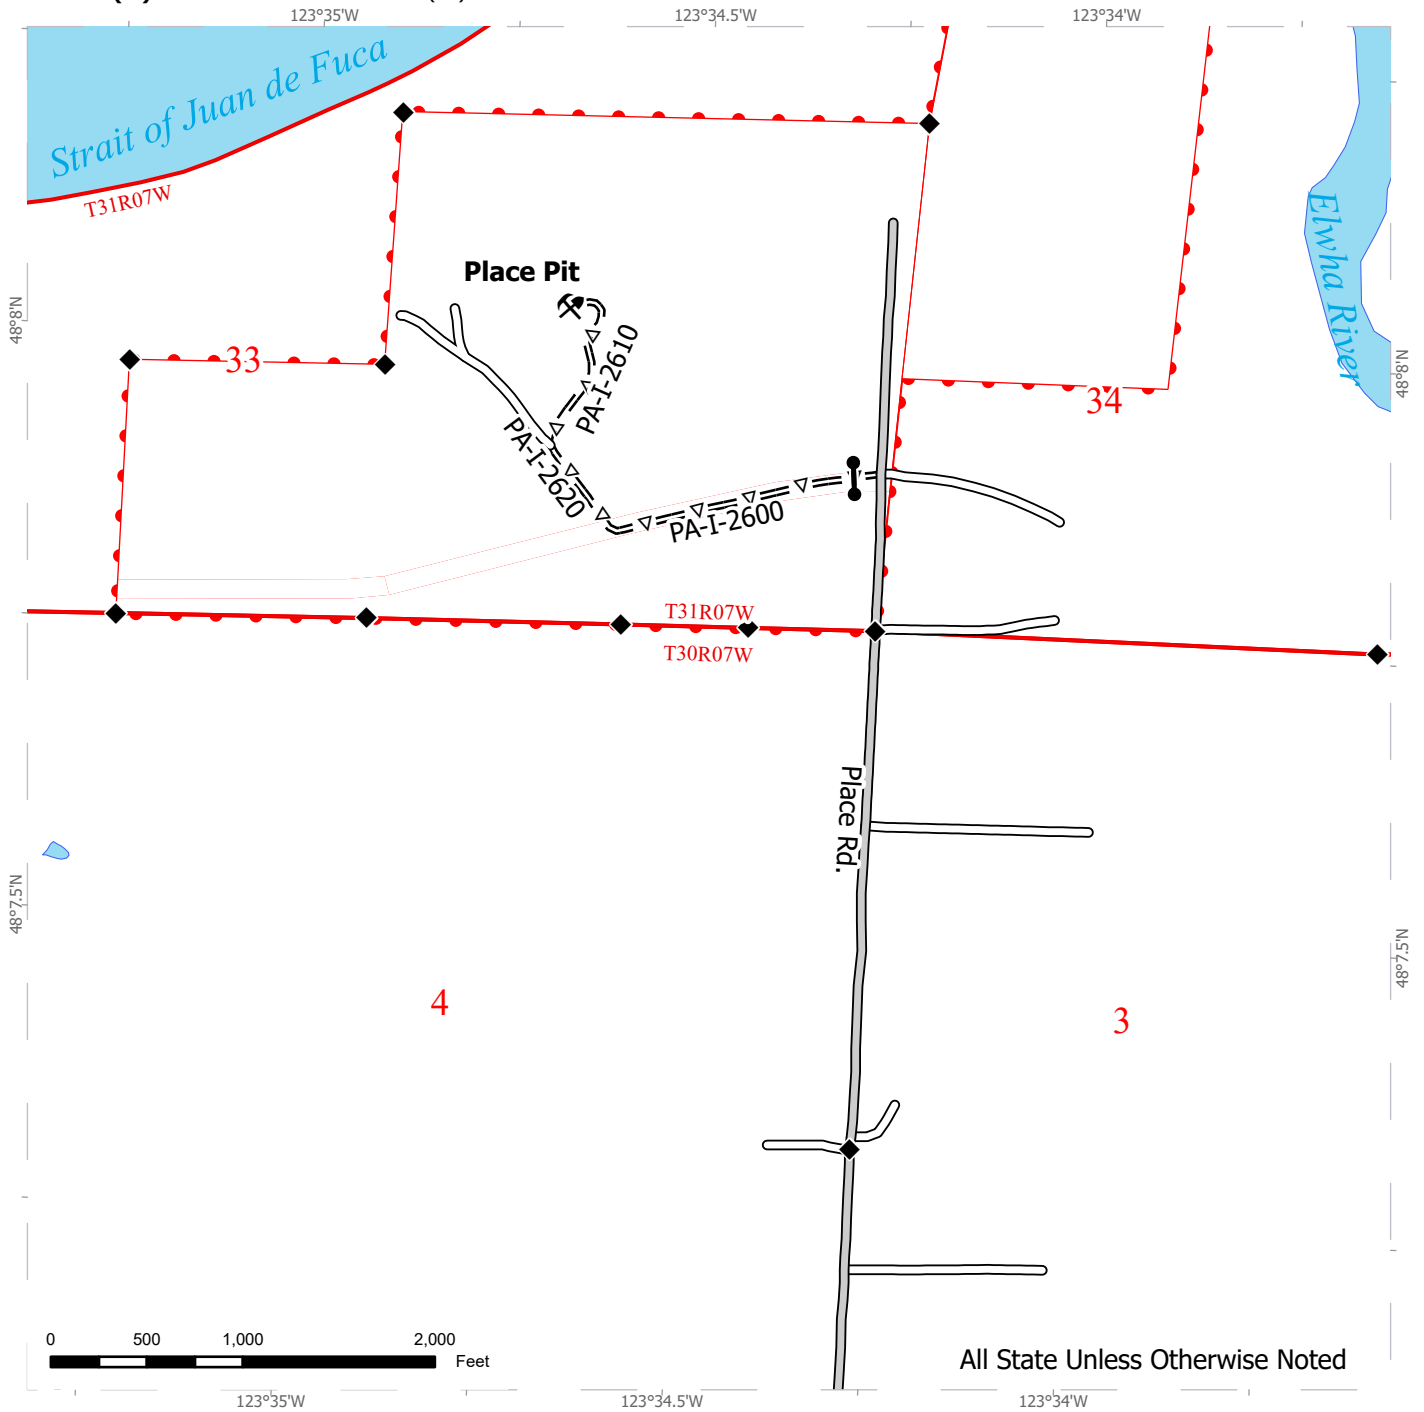 123°35'W
123°34.5'W
123°34'W
Strait of Juan de Fuca
T31R07W
Elwha River
Place Pit
48°8'N
48°8'N
33
34
PA-I-2610
PA-I-2620
PA-I-2600
T31R07W
T30R07W
Place Rd.
48°7.5'N
48°7.5'N
4
3
0
500
1,000
2,000
Feet
All State Unless Otherwise Noted
123°35'W
123°34.5'W
123°34'W